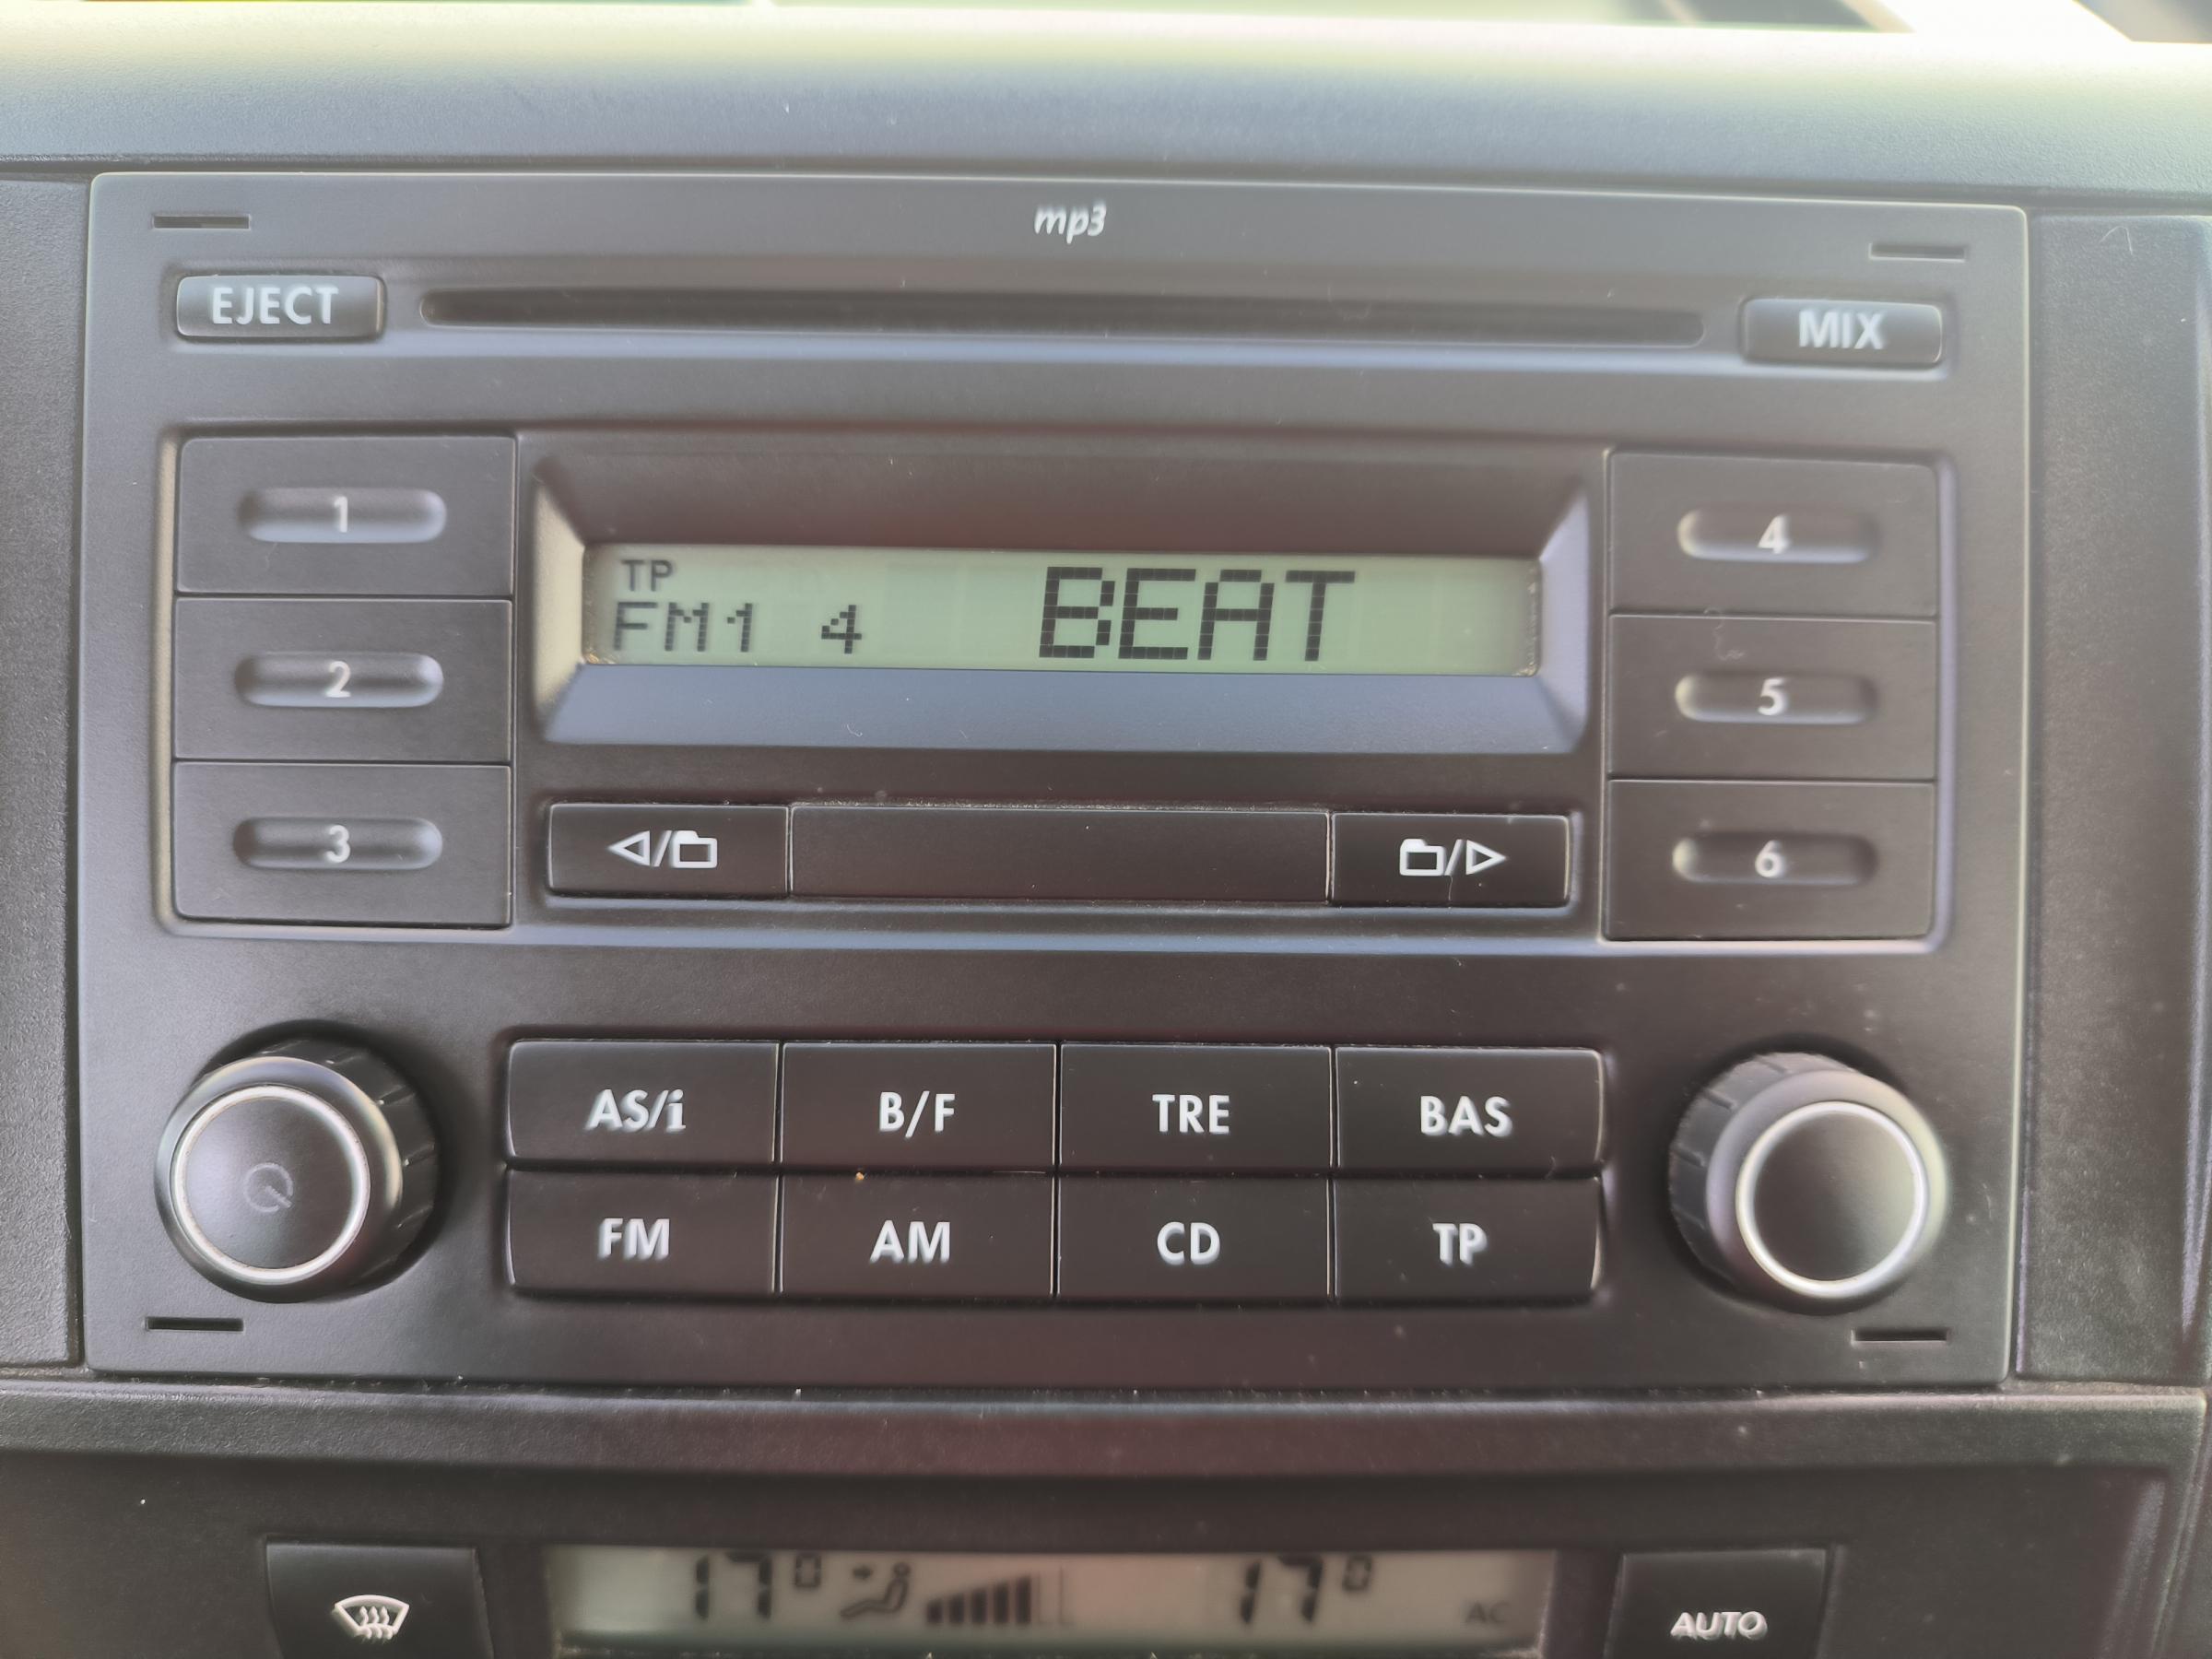 mp3
EJECT
MIX
1
4
TP
FM1 4 BEAT
2
5
3
6
AS/i B/F TRE BAS
FM AM CD TP
17° 17° AC
AUTO